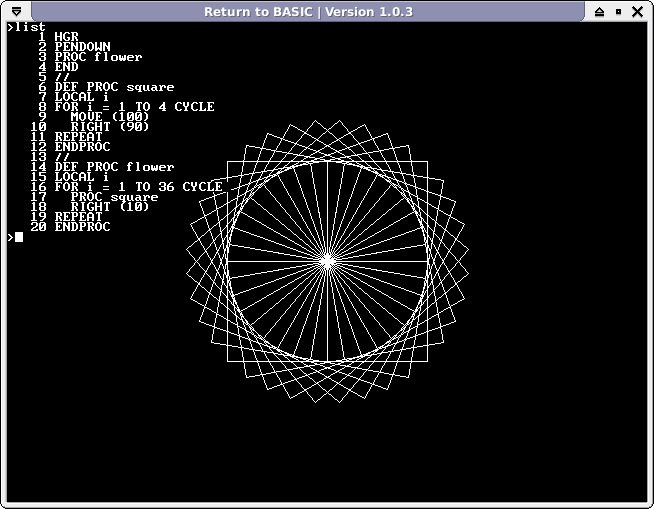 Return to BASIC | Version 1.0.3
>list
1 HGR
2 PENDOWN
3 PROC flower
4 END
5 //
6 DEF PROC square
7 LOCAL i
8 FOR i = 1 TO 4 CYCLE
9   MOVE (100)
10   RIGHT (90)
11 REPEAT
12 ENDPROC
13 //
14 DEF PROC flower
15 LOCAL i
16 FOR i = 1 TO 36 CYCLE
17   PROC square
18   RIGHT (10)
19 REPEAT
20 ENDPROC
>